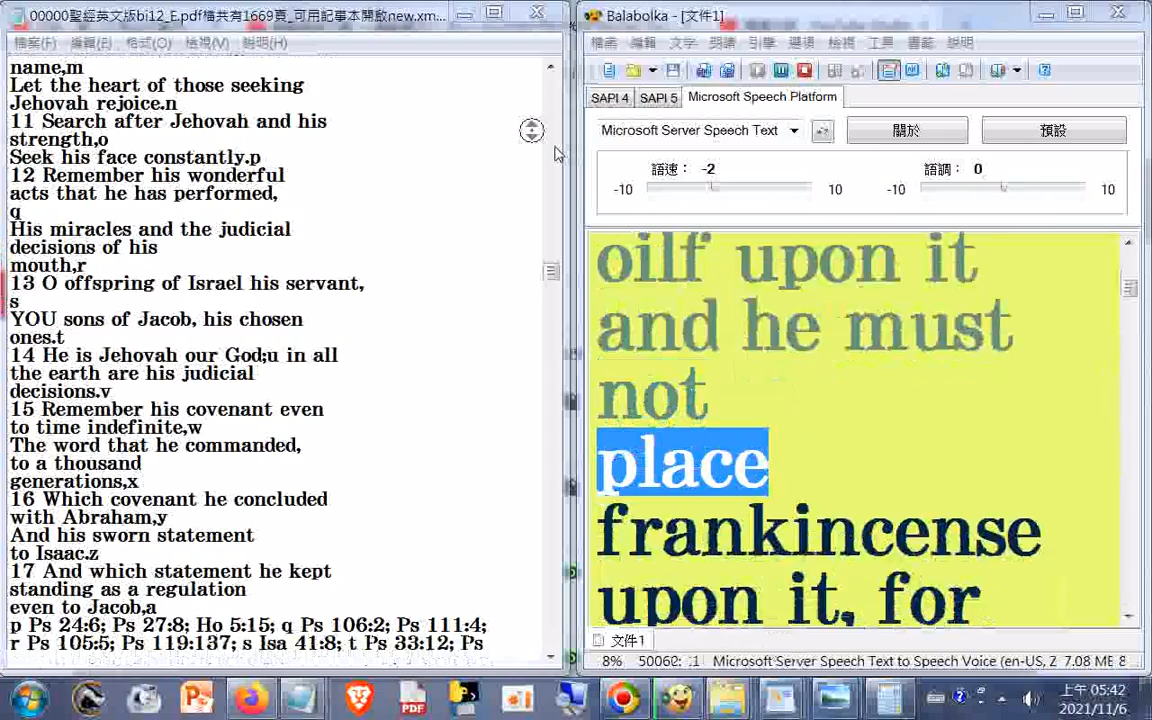 00000聖經英文版bi12_E.pdf檔共有1669頁_可用記事本開啟new.xm...
檔案(F) 編輯(E) 格式(O) 檢視(V) 說明(H)
name,m
Let the heart of those seeking
Jehovah rejoice.n
11 Search after Jehovah and his
strength,o
Seek his face constantly.p
12 Remember his wonderful
acts that he has performed,
q
His miracles and the judicial
decisions of his
mouth,r
13 O offspring of Israel his servant,
s
YOU sons of Jacob, his chosen
ones.t
14 He is Jehovah our God;u in all
the earth are his judicial
decisions.v
15 Remember his covenant even
to time indefinite,w
The word that he commanded,
to a thousand
generations,x
16 Which covenant he concluded
with Abraham,y
And his sworn statement
to Isaac.z
17 And which statement he kept
standing as a regulation
even to Jacob,a
p Ps 24:6; Ps 27:8; Ho 5:15; q Ps 106:2; Ps 111:4;
r Ps 105:5; Ps 119:137; s Isa 41:8; t Ps 33:12; Ps
Balabolka - [文件1]
檔案 編輯 文字 朗讀 引擎 選項 檢視 工具 書籤 說明
SAPI 4 SAPI 5 Microsoft Speech Platform
Microsoft Server Speech Text 關於 預設
語速： -2 語調： 0
-10 10 -10 10
oilf upon it
and he must
not
place
frankincense
upon it, for
文件1
8% 50062: :1 Microsoft Server Speech Text to Speech Voice (en-US, Z 7.08 MB 8
PDF
上午 05:42
2021/11/6